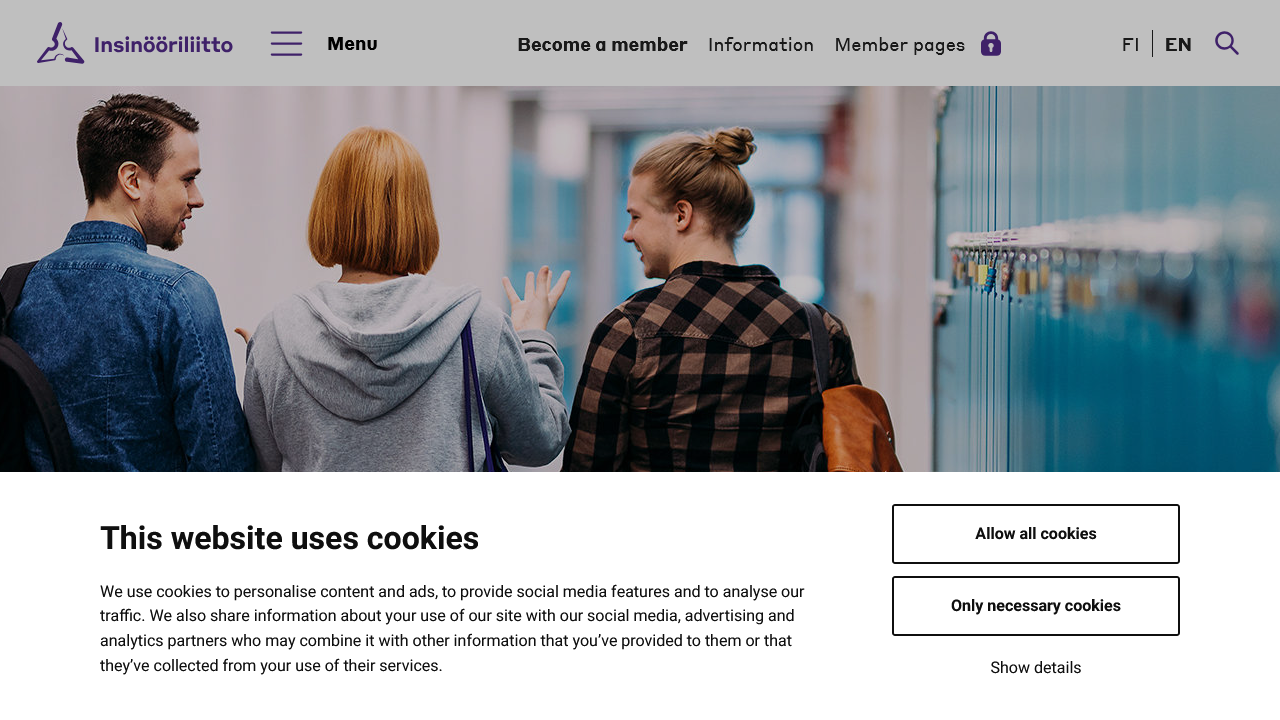 Insinööriliitto
Menu
Become a member
Information
Member pages
FI
EN
This website uses cookies
We use cookies to personalise content and ads, to provide social media features and to analyse our
traffic. We also share information about your use of our site with our social media, advertising and
analytics partners who may combine it with other information that you’ve provided to them or that
they’ve collected from your use of their services.
Allow all cookies
Only necessary cookies
Show details